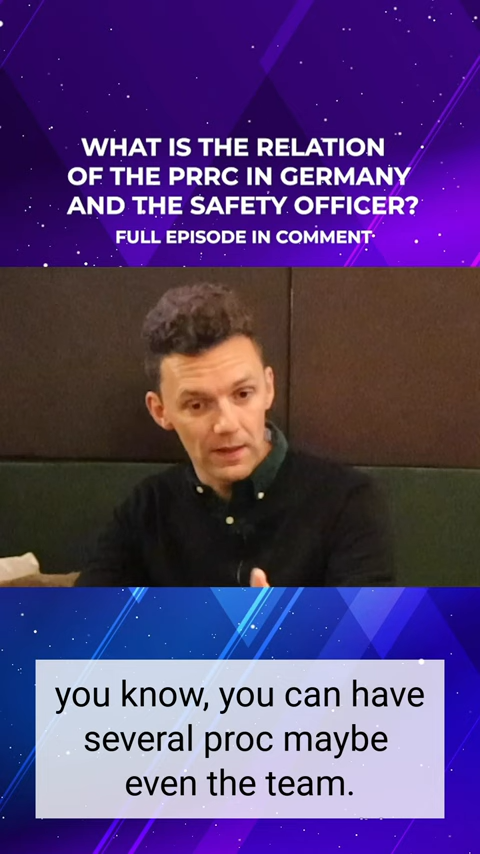 WHAT IS THE RELATION
OF THE PRRC IN GERMANY
AND THE SAFETY OFFICER?
FULL EPISODE IN COMMENT
you know, you can have
several proc maybe
even the team.